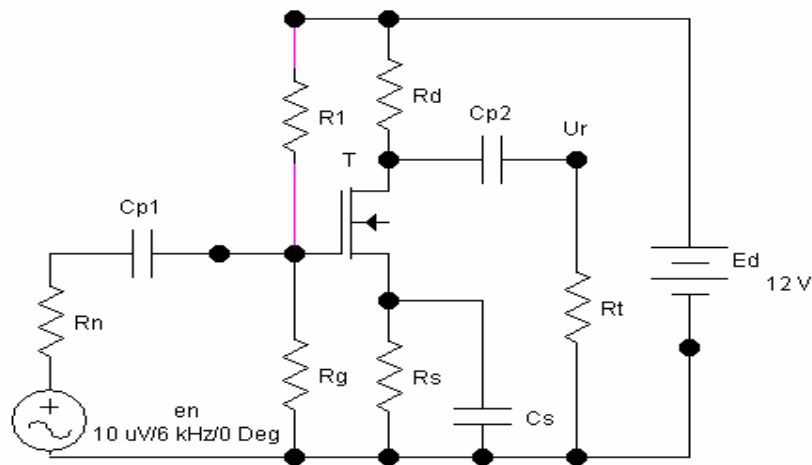 R1
Rd
Cp2
Ur
T
Cp1
Ed
12 V
Rn
Rt
Rg
Rs
en
Cs
10 uV/6 kHz/0 Deg